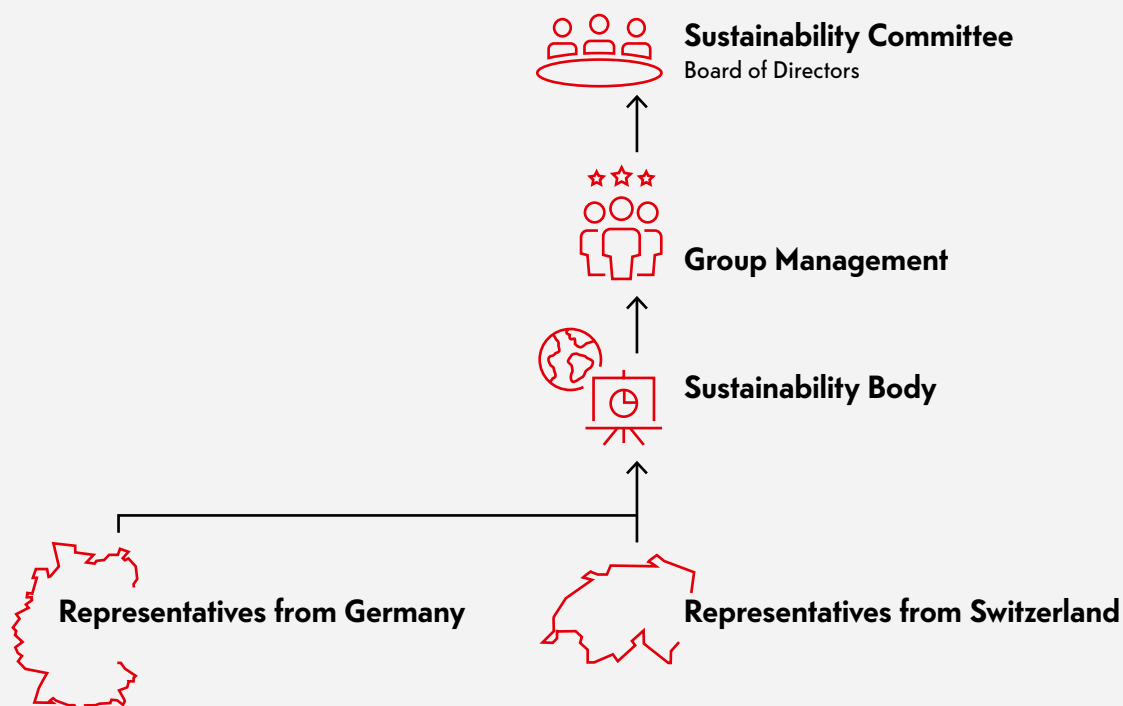 Sustainability Committee
Board of Directors
Group Management
Sustainability Body
Representatives from Germany
Representatives from Switzerland